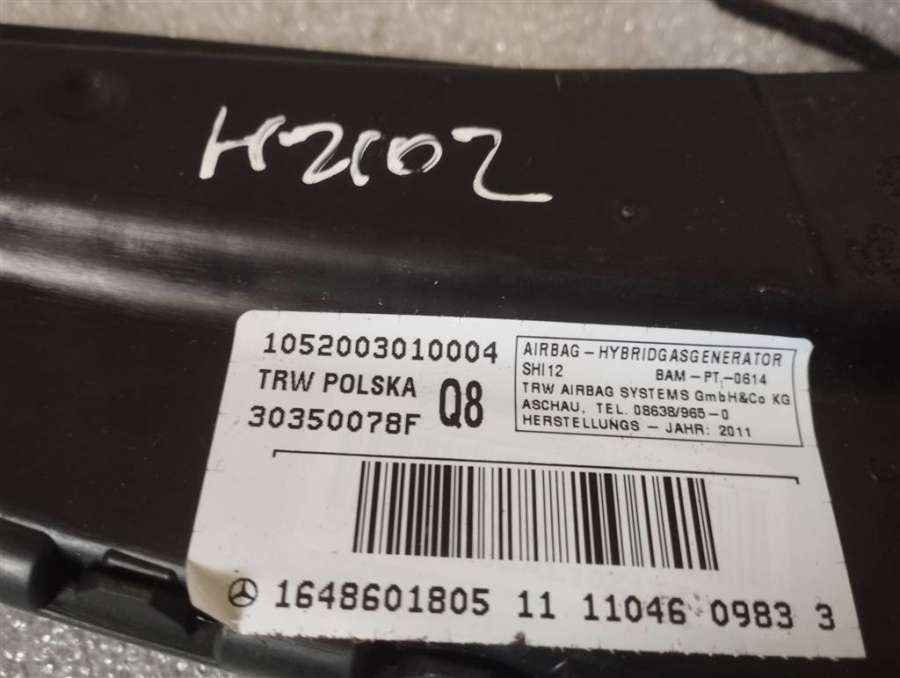 H2102
1052003010004
TRW POLSKA Q8
30350078F
AIRBAG - HYBRIDGASGENERATOR
SHI12 BAM-PT1-0614
TRW AIRBAG SYSTEMS GmbH&Co KG
ASCHAU, TEL. 08638/965-0
HERSTELLUNGS - JAHR: 2011
1648601805 11 11046 0983 3